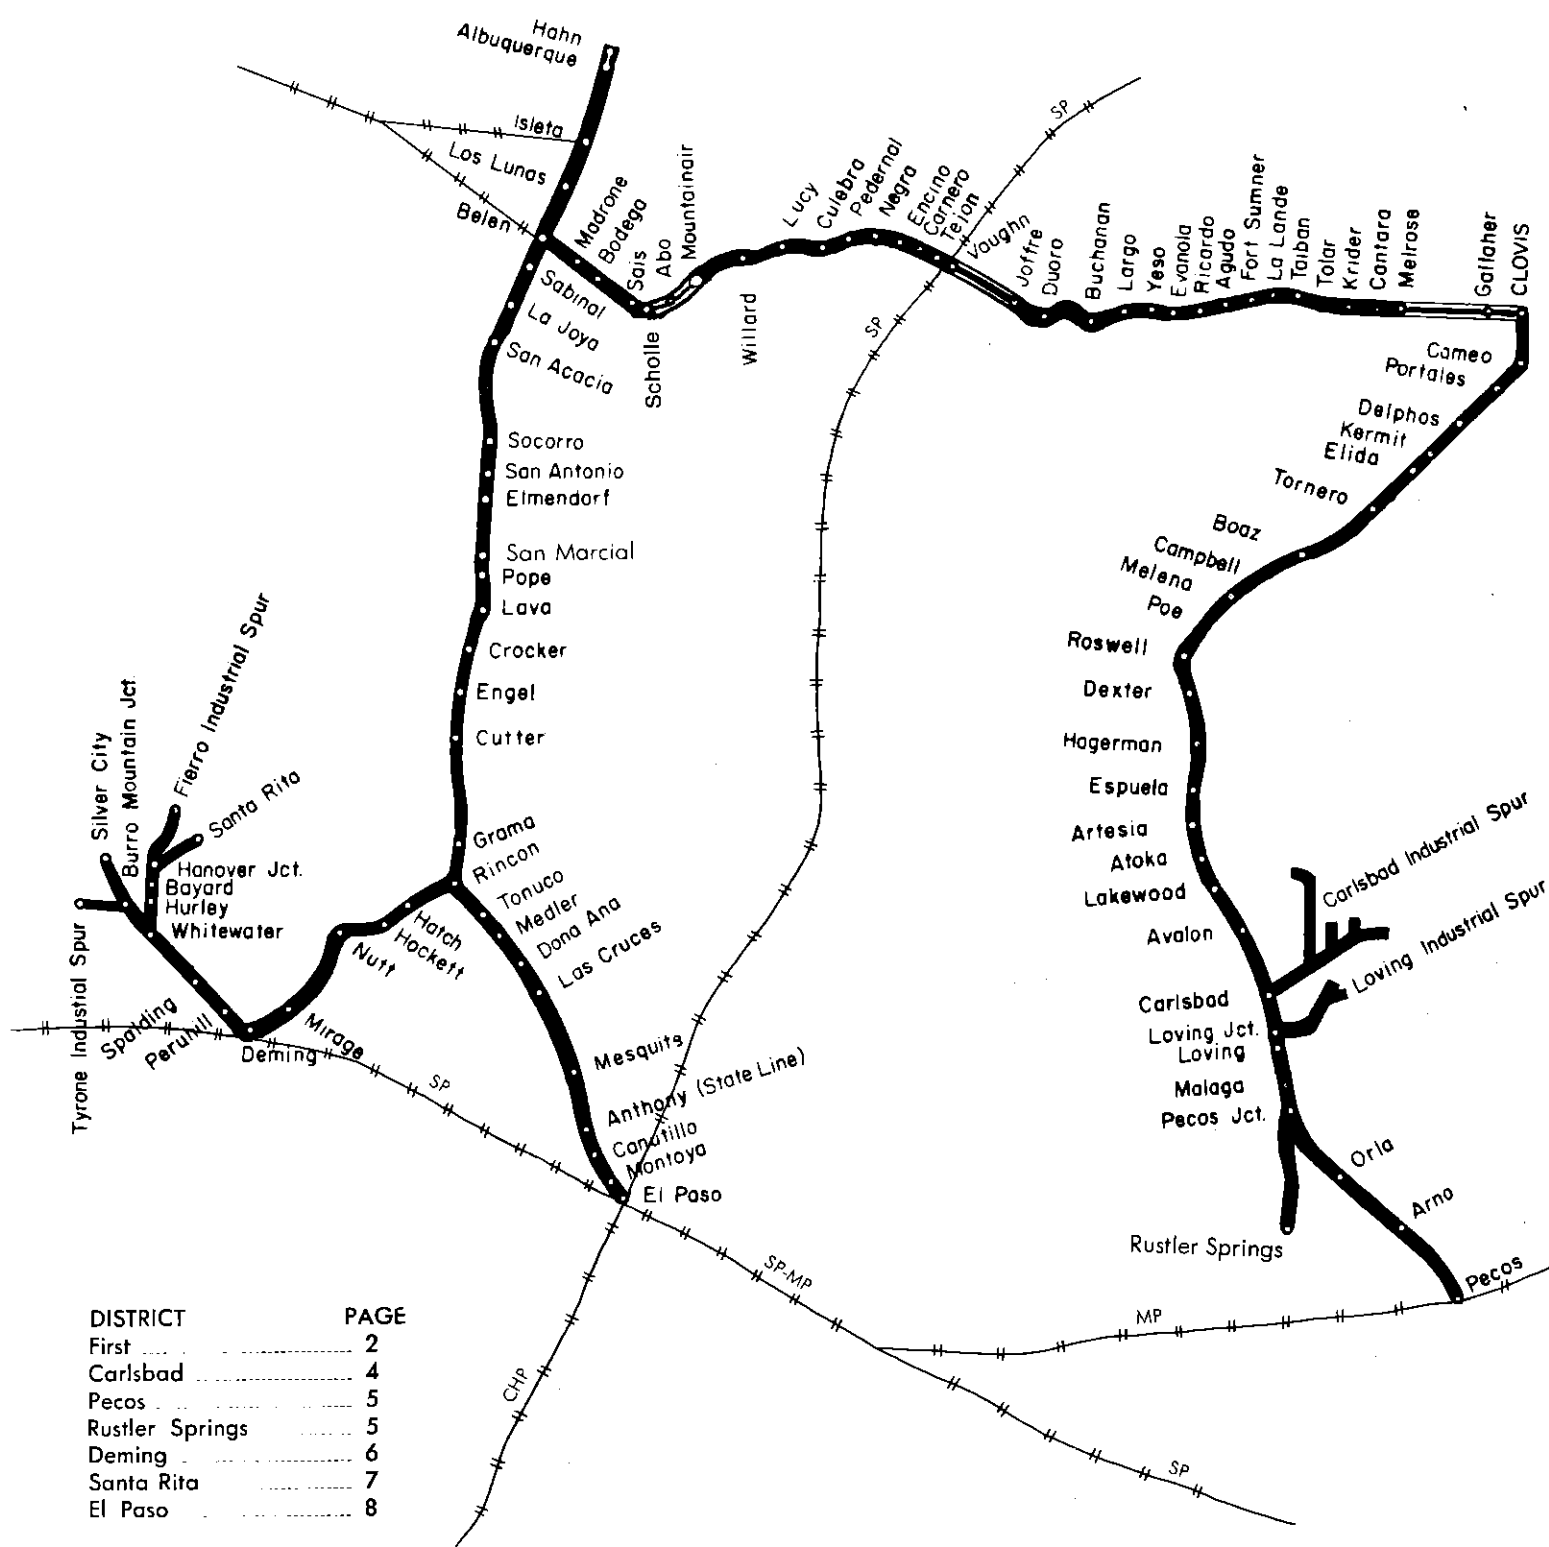 Hahn
Albuquerque
Isleta
Los Lunas
Belen
Madrone
Bodega
Sais
Abo
Mountainair
Scholle
Willard
Lucy
Culebra
Pedernal
Negra
Encino
Carnero
Tejon
Vaughn
SP
SP
Joffre
Duoro
Buchanan
Largo
Yeso
Evanola
Ricardo
Agudo
Fort Sumner
La Lande
Taiban
Tolar
Krider
Cantara
Melrose
Gallaher
CLOVIS
Cameo
Portales
Delphos
Kermit
Elida
Tornero
Boaz
Campbell
Melena
Poe
Roswell
Dexter
Hagerman
Espuela
Artesia
Atoka
Lakewood
Avalon
Carlsbad Industrial Spur
Loving Industrial Spur
Carlsbad
Loving Jct.
Loving
Malaga
Pecos Jct.
Orla
Arno
Rustler Springs
Pecos
Sabinal
La Joya
San Acacia
Socorro
San Antonio
Elmendorf
San Marcial
Pope
Lava
Crocker
Engel
Cutter
Grama
Rincon
Tonuco
Medler
Dona Ana
Las Cruces
Mesquite
Anthony (State Line)
Canutillo
Montoya
El Paso
Hatch
Hockett
Nutt
Mirage
Deming
Peruhill
Spalding
Silver City
Burro Mountain Jct.
Fierro Industrial Spur
Santa Rita
Hanover Jct.
Bayard
Hurley
Whitewater
Tyrone Industial Spur
SP
SP-MP
MP
CHP
SP
DISTRICT PAGE
First 2
Carlsbad 4
Pecos 5
Rustler Springs 5
Deming 6
Santa Rita 7
El Paso 8